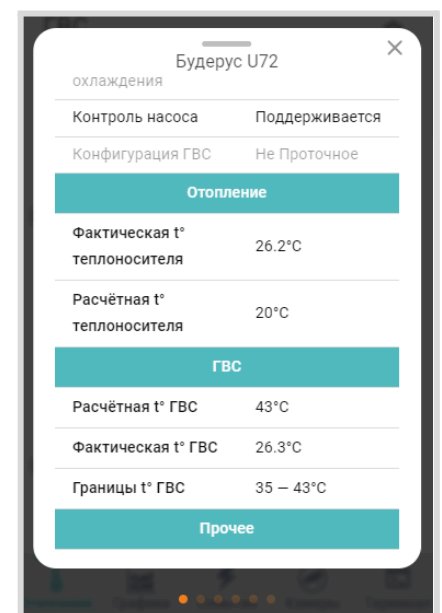 Будерус U72
охлаждения
Контроль насоса Поддерживается
Конфигурация ГВС Не Проточное
Отопление
Фактическая t°
теплоносителя
26.2°C
Расчётная t°
теплоносителя
20°C
ГВС
Расчётная t° ГВС 43°C
Фактическая t° ГВС 26.3°C
Границы t° ГВС 35 — 43°C
Прочее